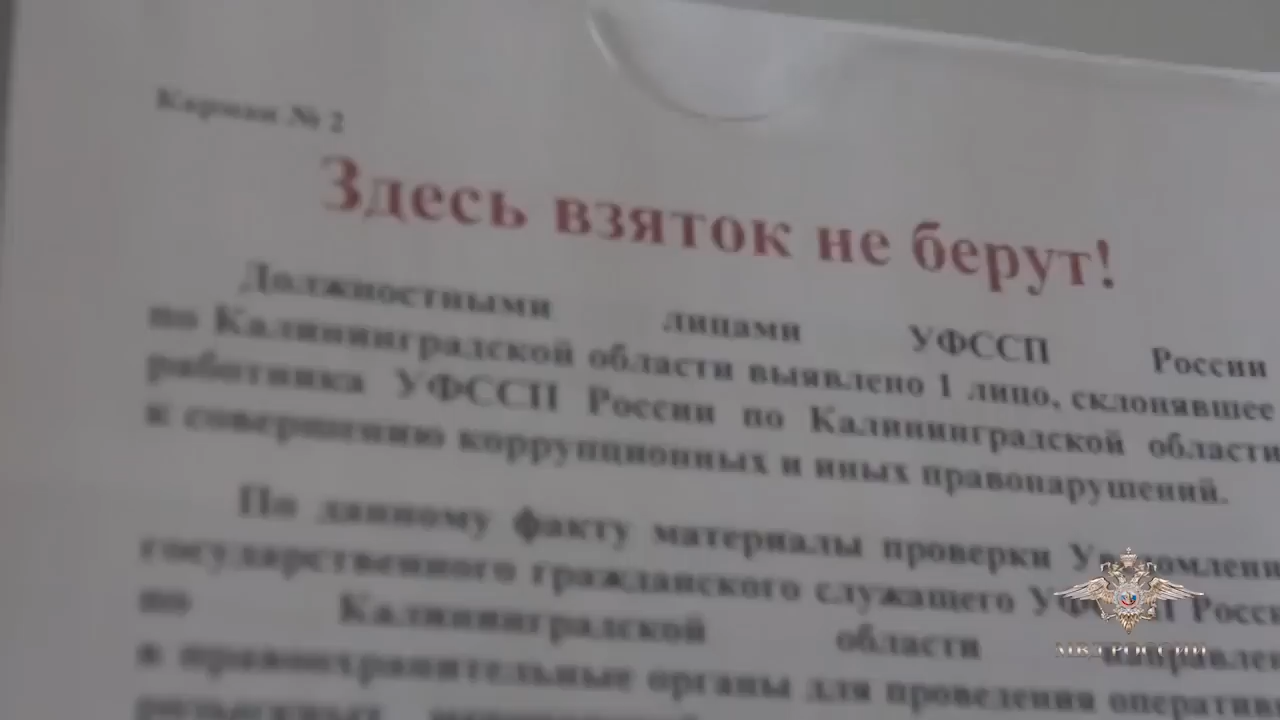 Карман № 2
Здесь взяток не берут!
Должностными лицами УФССП России
по Калининградской области выявлено 1 лицо, склонявшее
работника УФССП России по Калининградской области
к совершению коррупционных и иных правонарушений.
По данному факту материалы проверки
государственного гражданского служащего
по Калининградской области
в правоохранительные органы для проведения
МВД РОССИИ